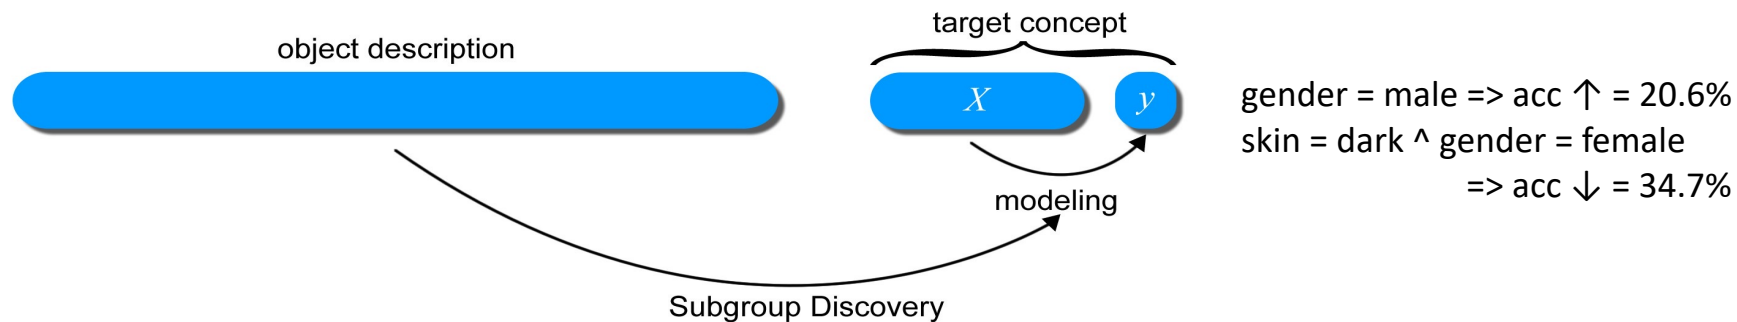 target concept
object description
X
y
gender = male => acc ↑ = 20.6%
skin = dark ^ gender = female
=> acc ↓ = 34.7%
modeling
Subgroup Discovery